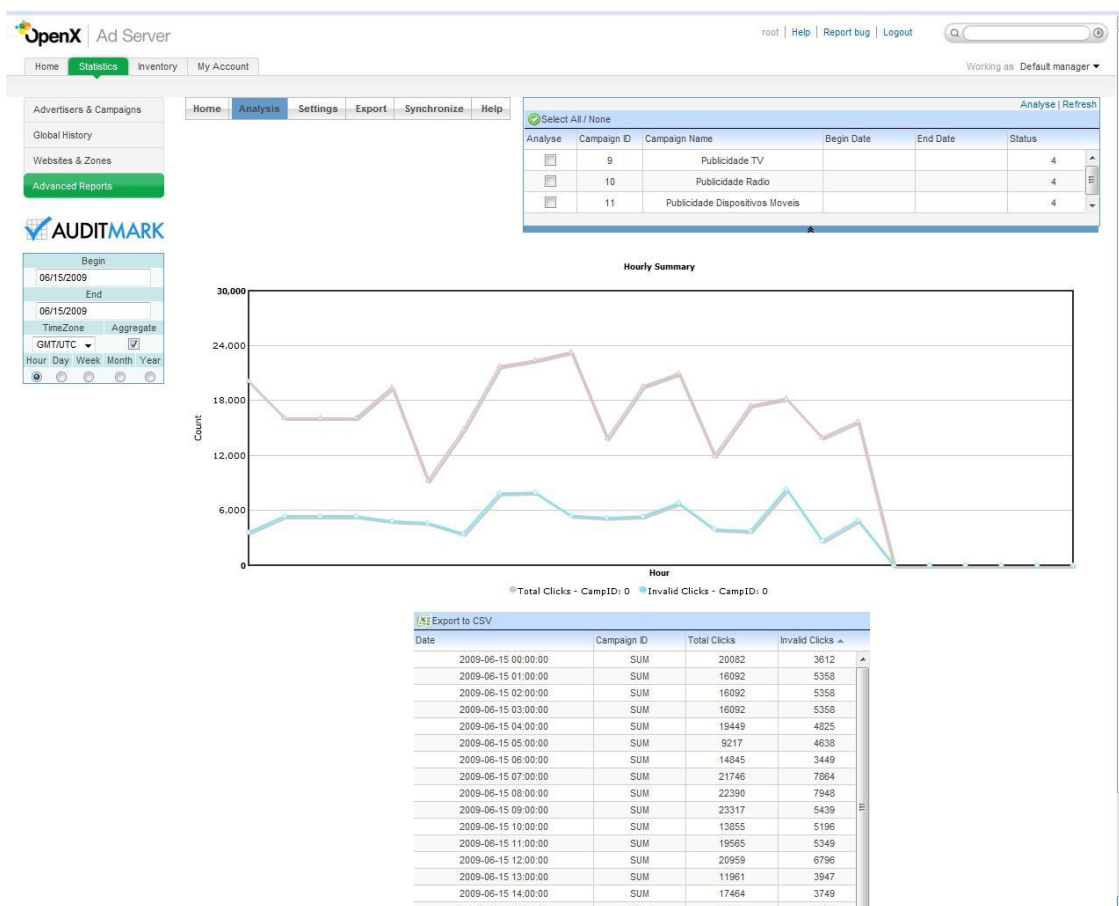 OpenX Ad Server
root | Help | Report bug | Logout
Home Statistics Inventory My Account
Working as Default manager
Advertisers & Campaigns
Global History
Websites & Zones
Advanced Reports
Home Analysis Settings Export Synchronize Help
Analyse | Refresh
Select All / None
Analyse Campaign ID Campaign Name Begin Date End Date Status
9 Publicidade TV 4
10 Publicidade Radio 4
11 Publicidade Dispositivos Moveis 4
AUDITMARK
Begin
06/15/2009
End
06/15/2009
TimeZone Aggregate
GMT/UTC
Hour Day Week Month Year
Hourly Summary
30,000
24,000
18,000
12,000
6,000
0
Count
Hour
Total Clicks - CampID: 0 Invalid Clicks - CampID: 0
Export to CSV
Date Campaign ID Total Clicks Invalid Clicks
2009-06-15 00:00:00 SUM 20082 3612
2009-06-15 01:00:00 SUM 16092 5358
2009-06-15 02:00:00 SUM 16092 5358
2009-06-15 03:00:00 SUM 16092 5358
2009-06-15 04:00:00 SUM 19449 4825
2009-06-15 05:00:00 SUM 9217 4638
2009-06-15 06:00:00 SUM 14845 3449
2009-06-15 07:00:00 SUM 21746 7864
2009-06-15 08:00:00 SUM 22390 7948
2009-06-15 09:00:00 SUM 23317 5439
2009-06-15 10:00:00 SUM 13855 5196
2009-06-15 11:00:00 SUM 19565 5349
2009-06-15 12:00:00 SUM 20959 6796
2009-06-15 13:00:00 SUM 11961 3947
2009-06-15 14:00:00 SUM 17464 3749